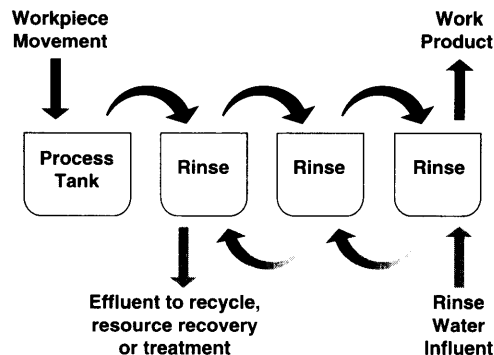 Workpiece
Movement
Work
Product
Process
Tank
Rinse
Rinse
Rinse
Effluent to recycle,
resource recovery
or treatment
Rinse
Water
Influent